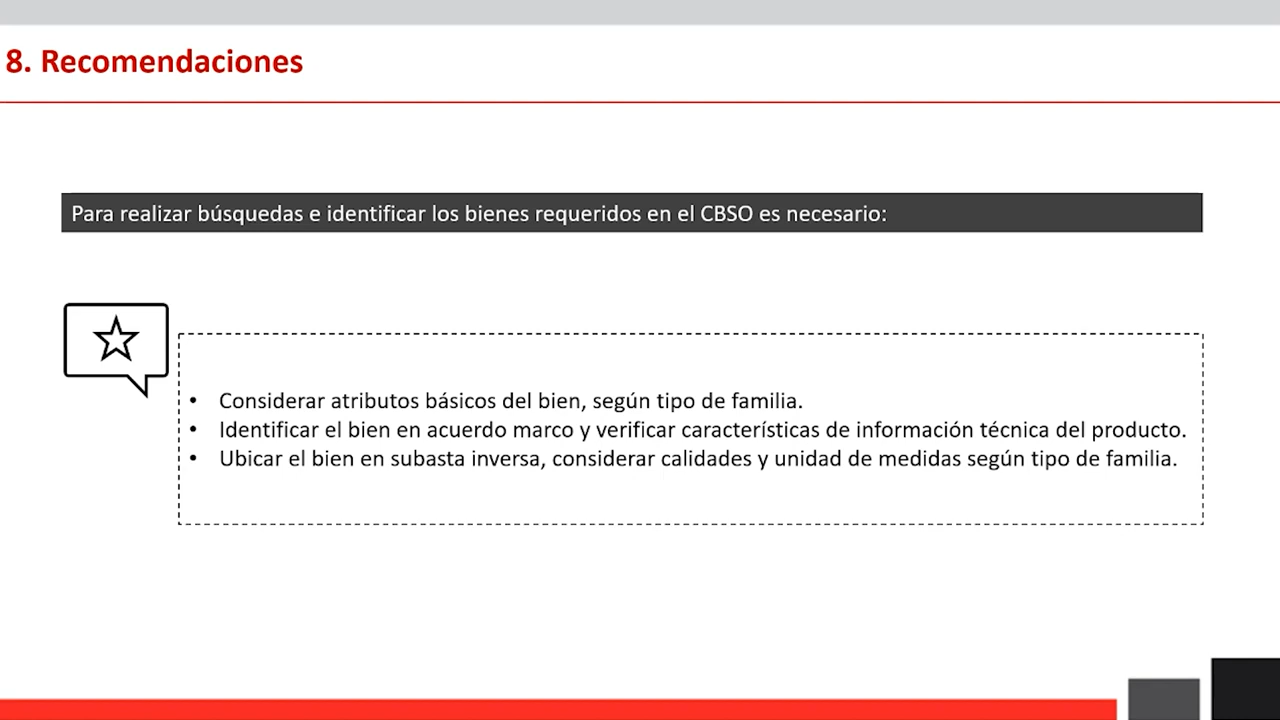 8. Recomendaciones
Para realizar búsquedas e identificar los bienes requeridos en el CBSO es necesario:
• Considerar atributos básicos del bien, según tipo de familia.
• Identificar el bien en acuerdo marco y verificar características de información técnica del producto.
• Ubicar el bien en subasta inversa, considerar calidades y unidad de medidas según tipo de familia.